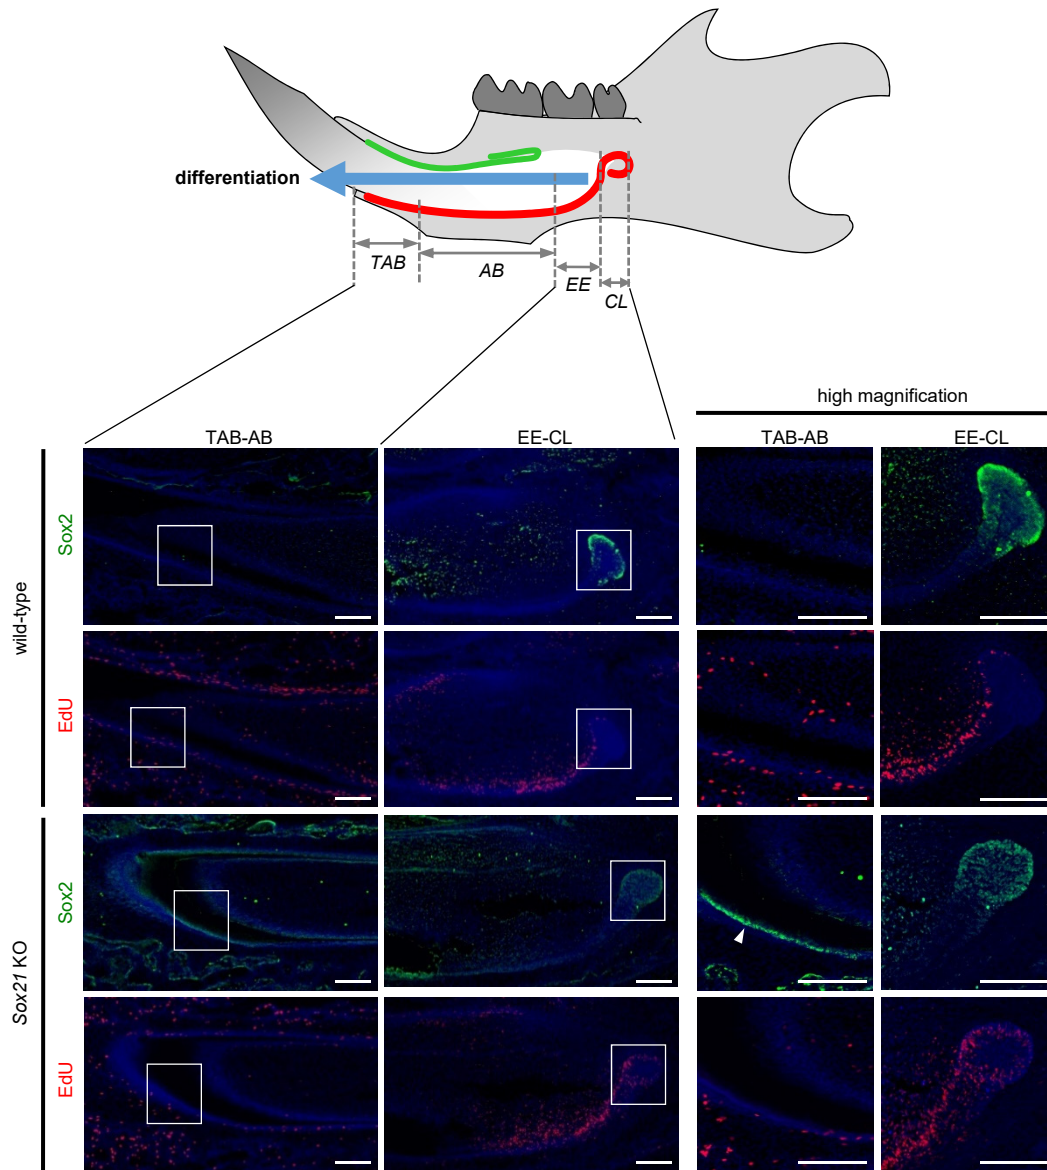 differentiation
TAB
AB
EE
CL
high magnification
TAB-AB
EE-CL
TAB-AB
EE-CL
wild-type
Sox2
EdU
Sox21 KO
Sox2
EdU